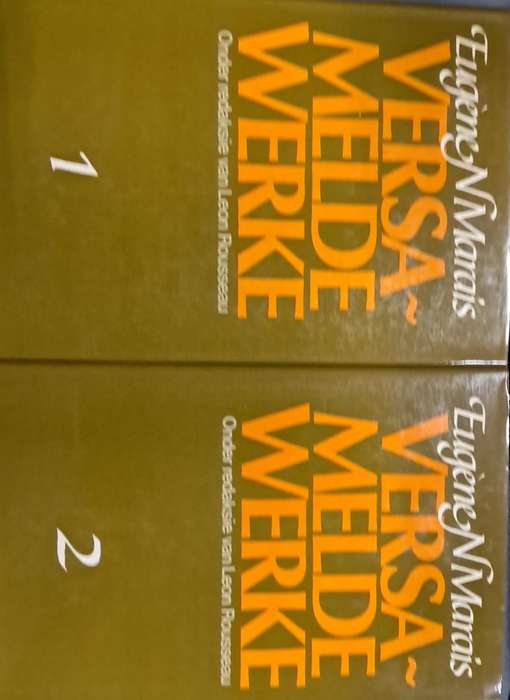 Eugène N Marais
VERSA~
MELDE
WERKE
Onder redaksie van Leon Rousseau
1
Eugène N Marais
VERSA~
MELDE
WERKE
Onder redaksie van Leon Rousseau
2